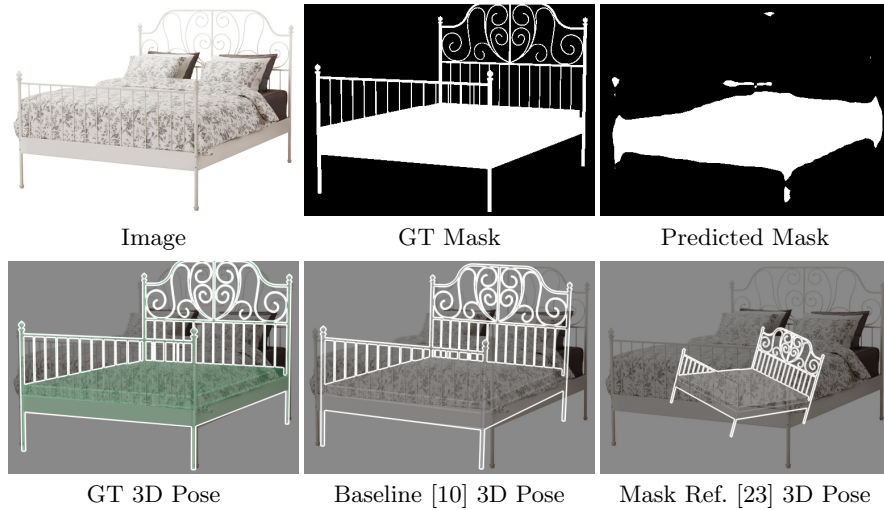 Image
GT Mask
Predicted Mask
GT 3D Pose
Baseline [10] 3D Pose
Mask Ref. [23] 3D Pose